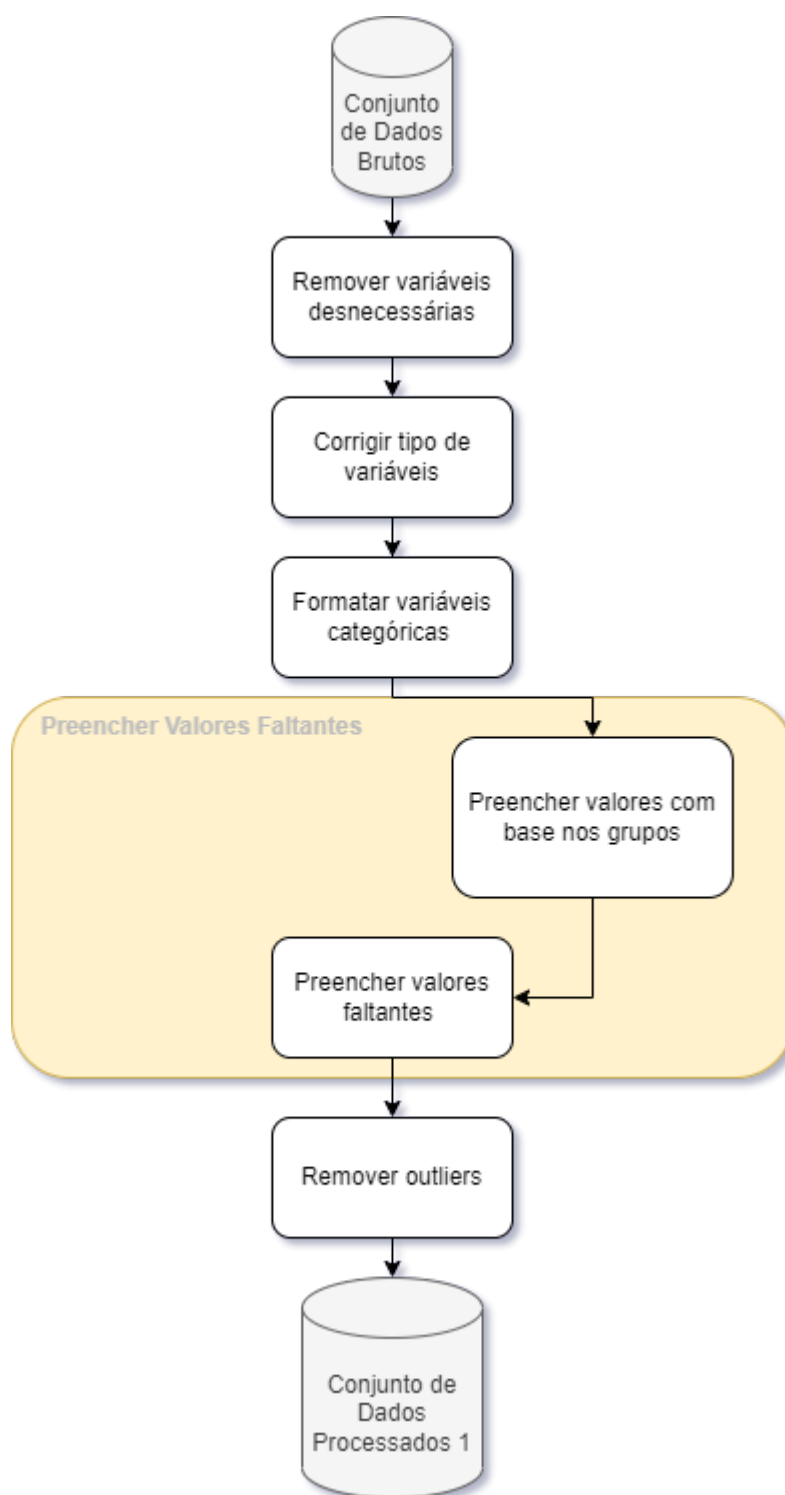 Conjunto
de Dados
Brutos
Remover variáveis
desnecessárias
Corrigir tipo de
variáveis
Formatar variáveis
categóricas
Preencher Valores Faltantes
Preencher valores com
base nos grupos
Preencher valores
faltantes
Remover outliers
Conjunto de
Dados
Processados 1